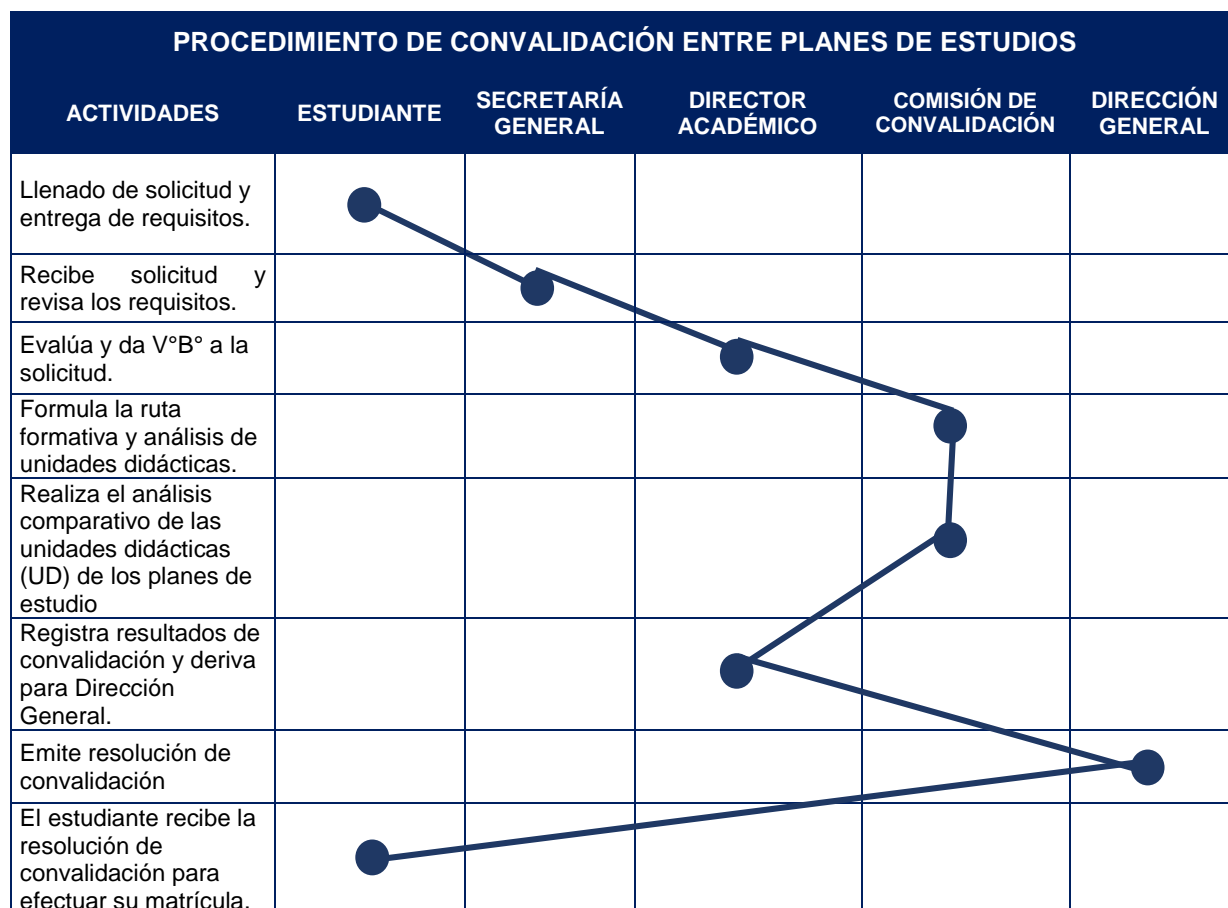 PROCEDIMIENTO DE CONVALIDACIÓN ENTRE PLANES DE ESTUDIOS
ACTIVIDADES
ESTUDIANTE
SECRETARÍA
GENERAL
DIRECTOR
ACADÉMICO
COMISIÓN DE
CONVALIDACIÓN
DIRECCIÓN
GENERAL
Llenado de solicitud y
entrega de requisitos.
Recibe solicitud y
revisa los requisitos.
Evalúa y da V°B° a la
solicitud.
Formula la ruta
formativa y análisis de
unidades didácticas.
Realiza el análisis
comparativo de las
unidades didácticas
(UD) de los planes de
estudio
Registra resultados de
convalidación y deriva
para Dirección
General.
Emite resolución de
convalidación
El estudiante recibe la
resolución de
convalidación para
efectuar su matrícula.